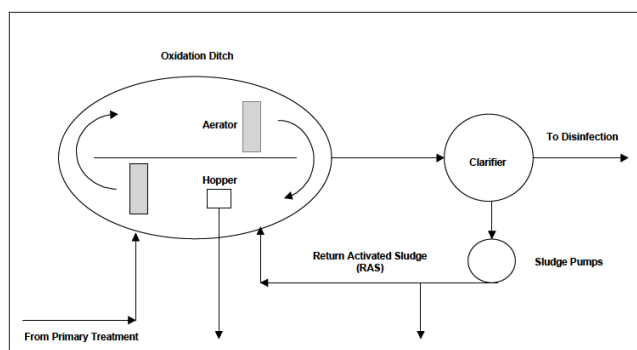 Oxidation Ditch
Aerator
To Disinfection
Clarifier
Hopper
Return Activated Sludge
(RAS)
Sludge Pumps
From Primary Treatment